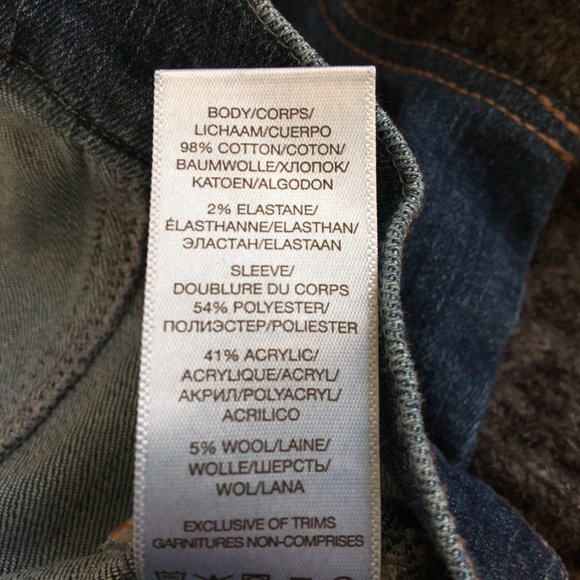 BODY/CORPS/
LICHAAM/CUERPO
98% COTTON/COTON/
BAUMWOLLE/ХЛОПОК/
KATOEN/ALGODON
2% ELASTANE/
ÉLASTHANNE/ELASTHAN/
ЭЛАСТАН/ELASTAAN
SLEEVE/
DOUBLURE DU CORPS
54% POLYESTER/
ПОЛИЭСТЕР/POLIESTER
41% ACRYLIC/
ACRYLIQUE/ACRYL/
АКРИЛ/POLYACRYL/
ACRILICO
5% WOOL/LAINE/
WOLLE/ШЕРСТЬ/
WOL/LANA
EXCLUSIVE OF TRIMS
GARNITURES NON-COMPRISES